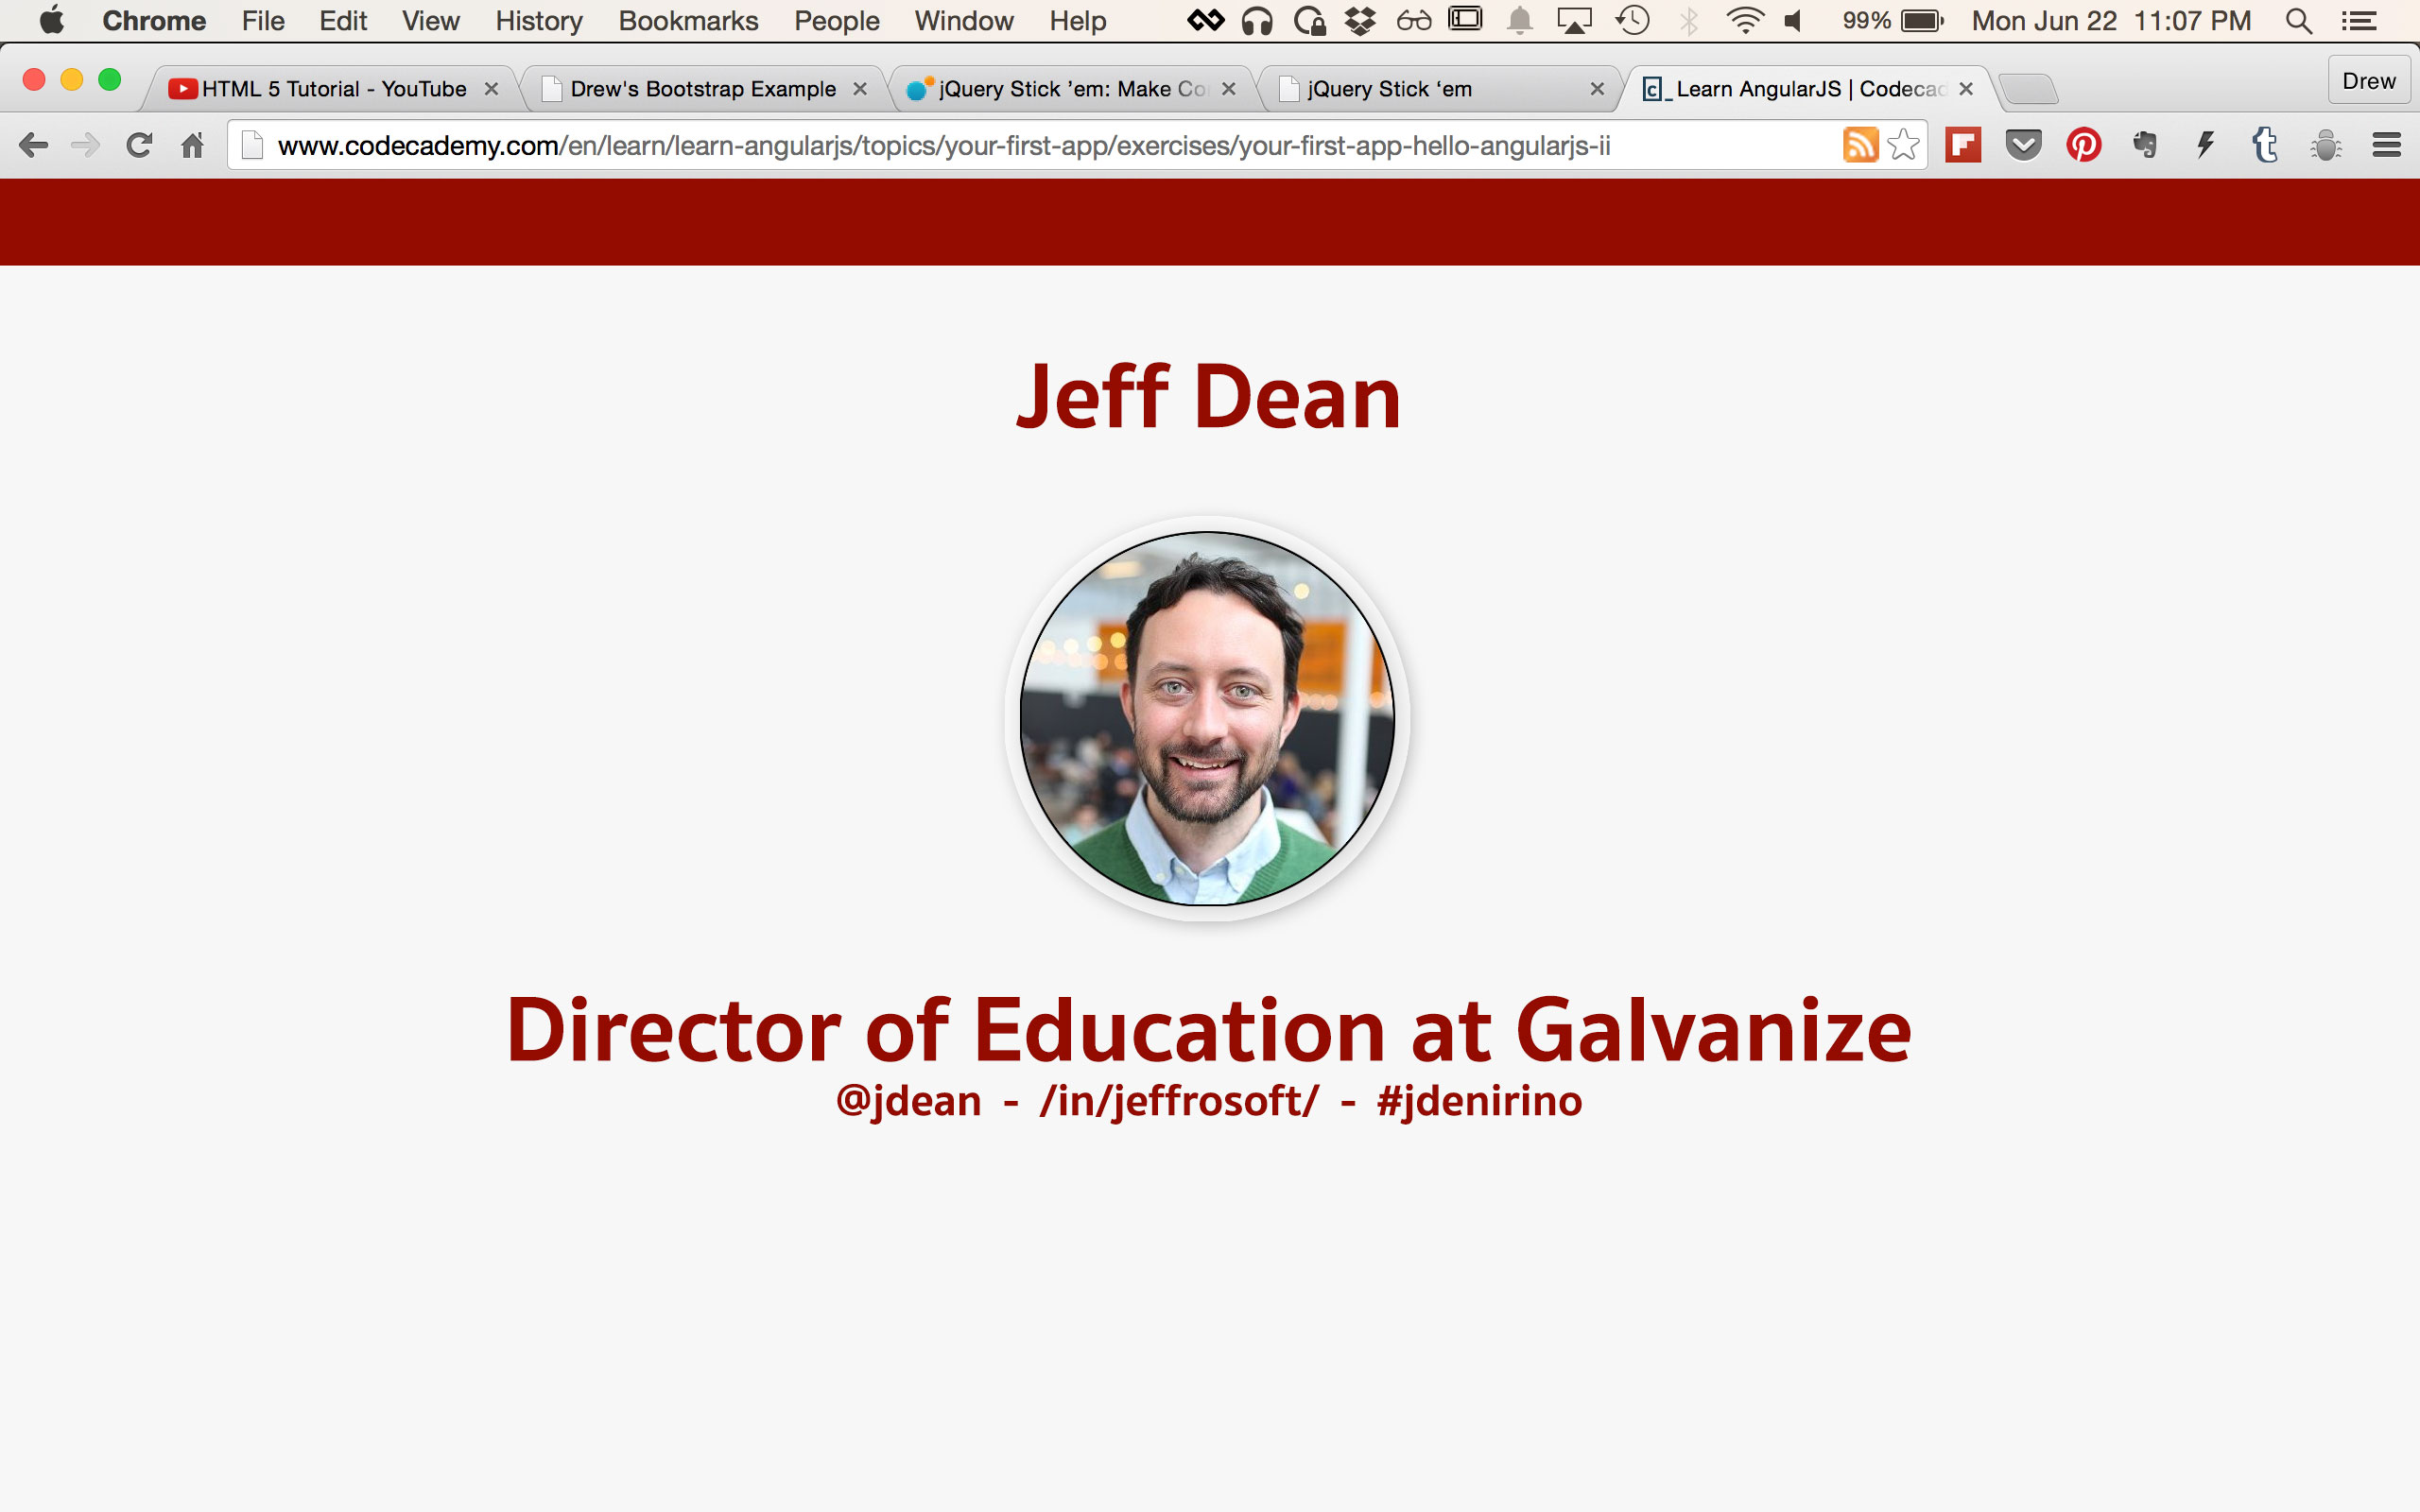 Chrome File Edit View History Bookmarks People Window Help 99% Mon Jun 22 11:07 PM
HTML 5 Tutorial - YouTube Drew's Bootstrap Example jQuery Stick ’em: Make Co jQuery Stick ‘em Learn AngularJS | Codecad Drew
www.codecademy.com/en/learn/learn-angularjs/topics/your-first-app/exercises/your-first-app-hello-angularjs-ii
Jeff Dean
Director of Education at Galvanize
@jdean - /in/jeffrosoft/ - #jdenirino